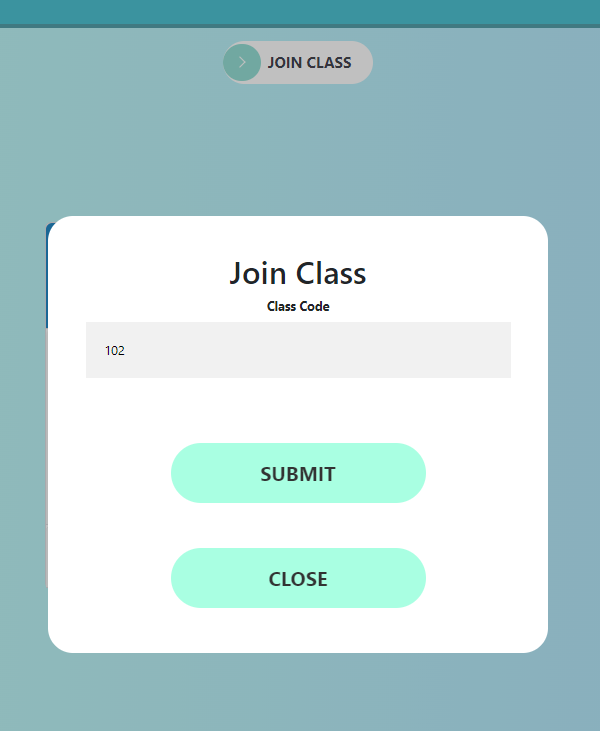 JOIN CLASS
Join Class
Class Code
102
SUBMIT
CLOSE